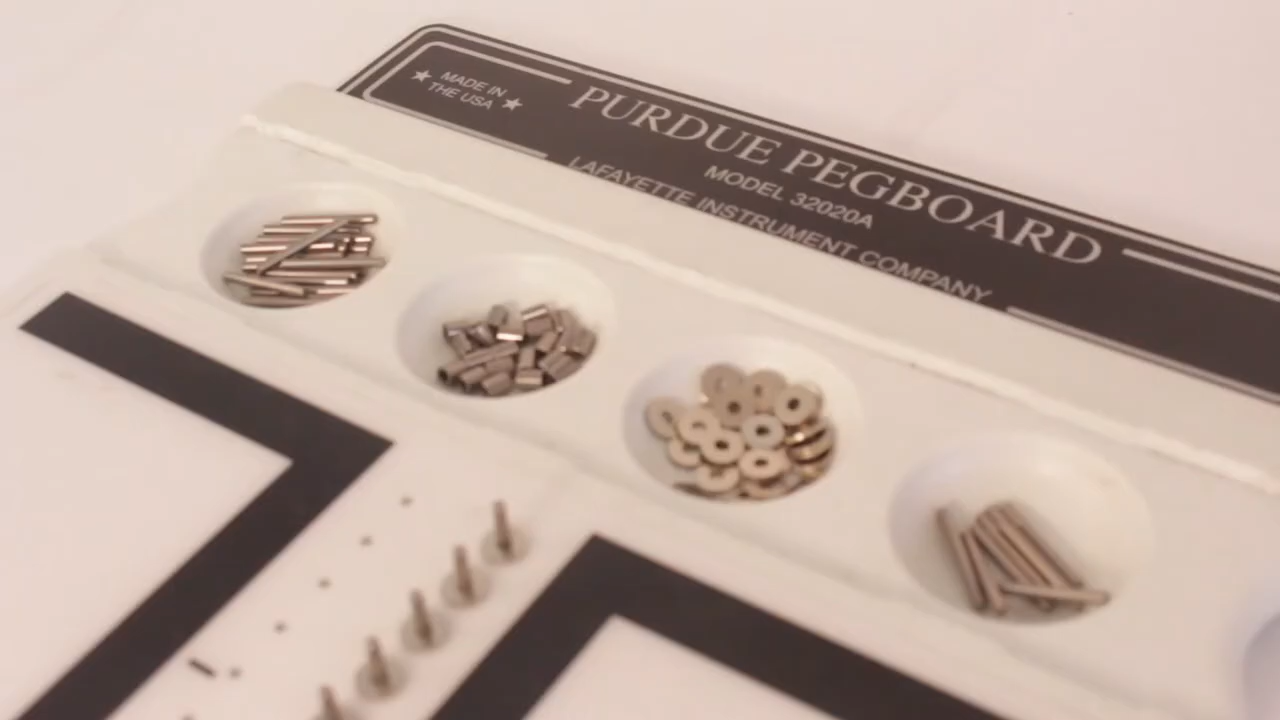 MADE IN
THE USA
PURDUE PEGBOARD
MODEL 32020A
LAFAYETTE INSTRUMENT COMPANY